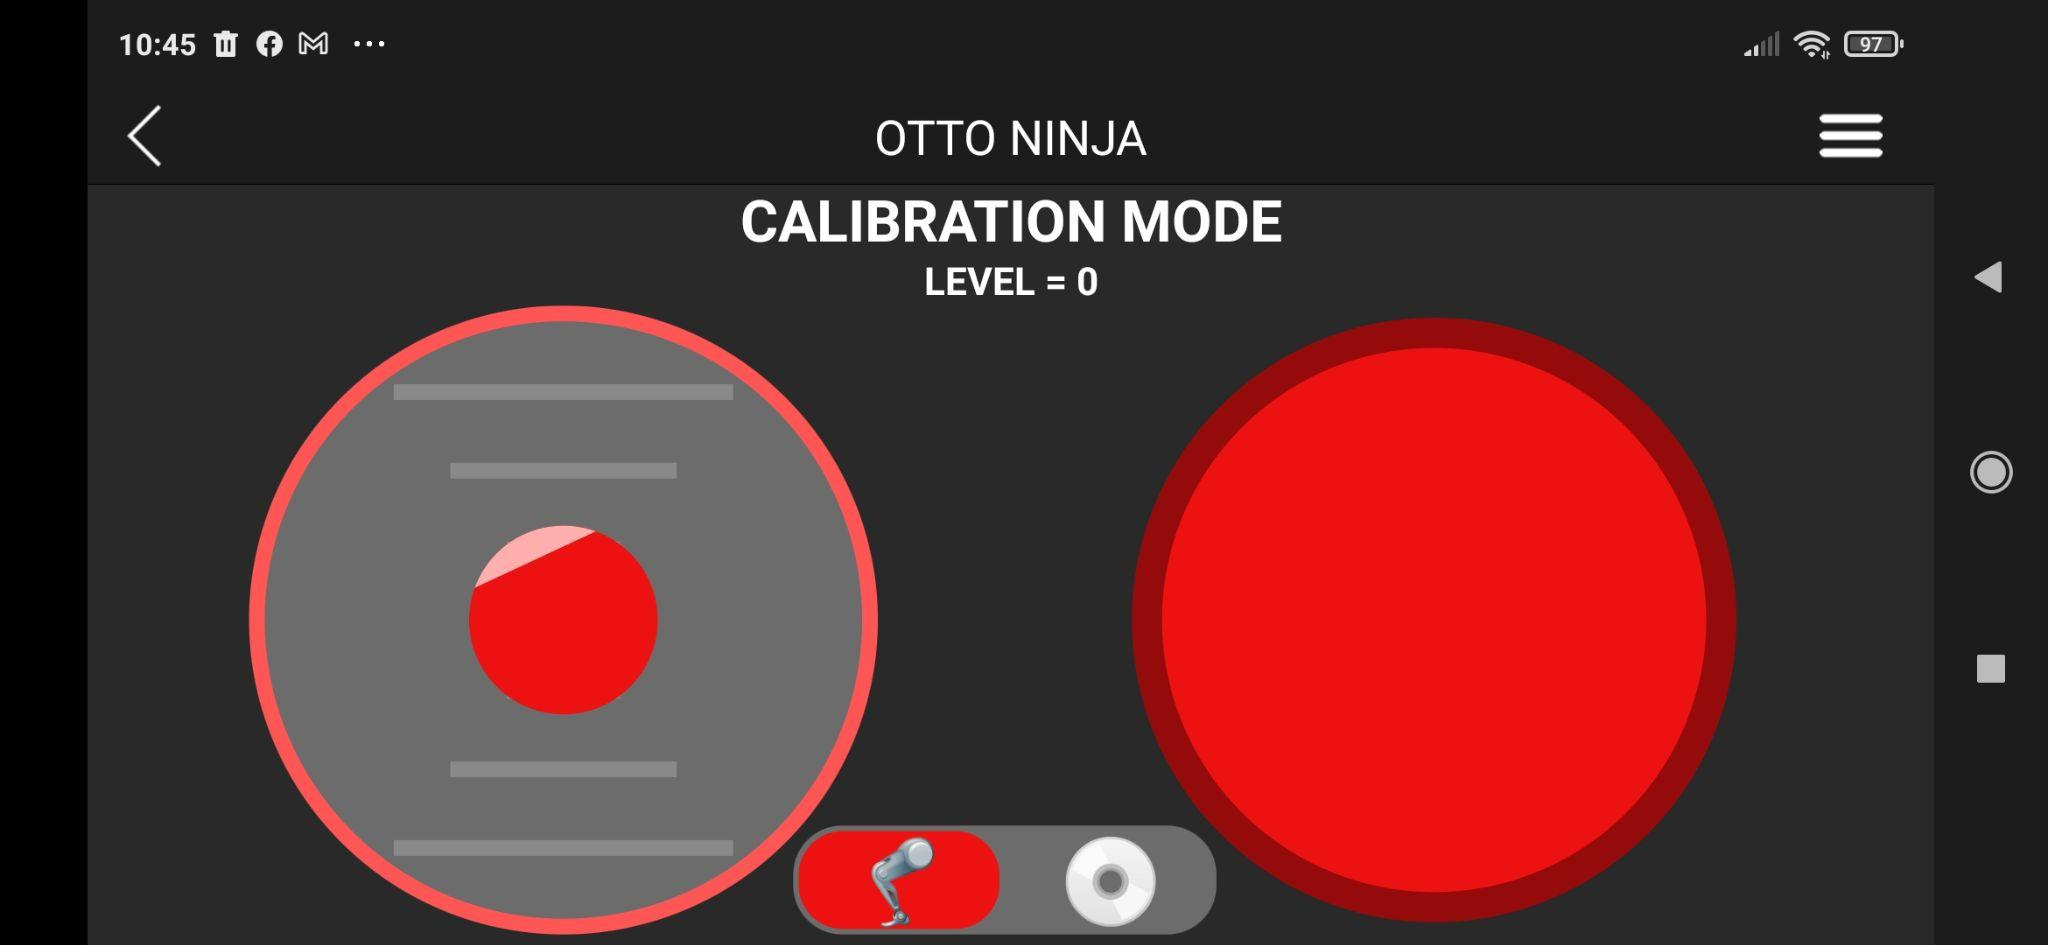 10:45
97
OTTO NINJA
CALIBRATION MODE
LEVEL = 0